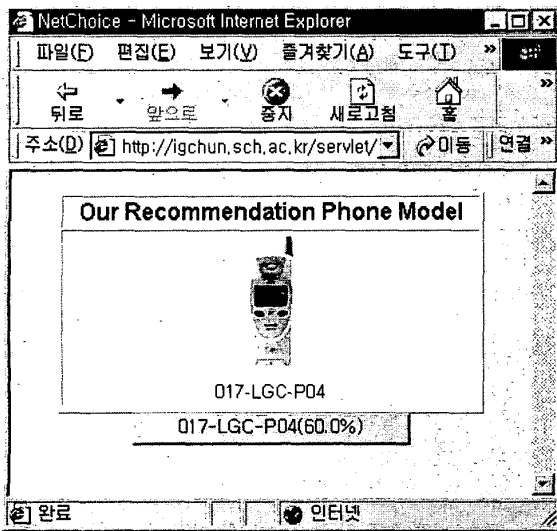 NetChoice - Microsoft Internet Explorer
파일(F) 편집(E) 보기(V) 즐겨찾기(A) 도구(T) »
뒤로 앞으로 중지 새로고침 홈 »
주소(D) http://igchun.sch.ac.kr/servlet/ 이동 연결 »
Our Recommendation Phone Model
017-LGC-P04
017-LGC-P04(60.0%)
완료 인터넷